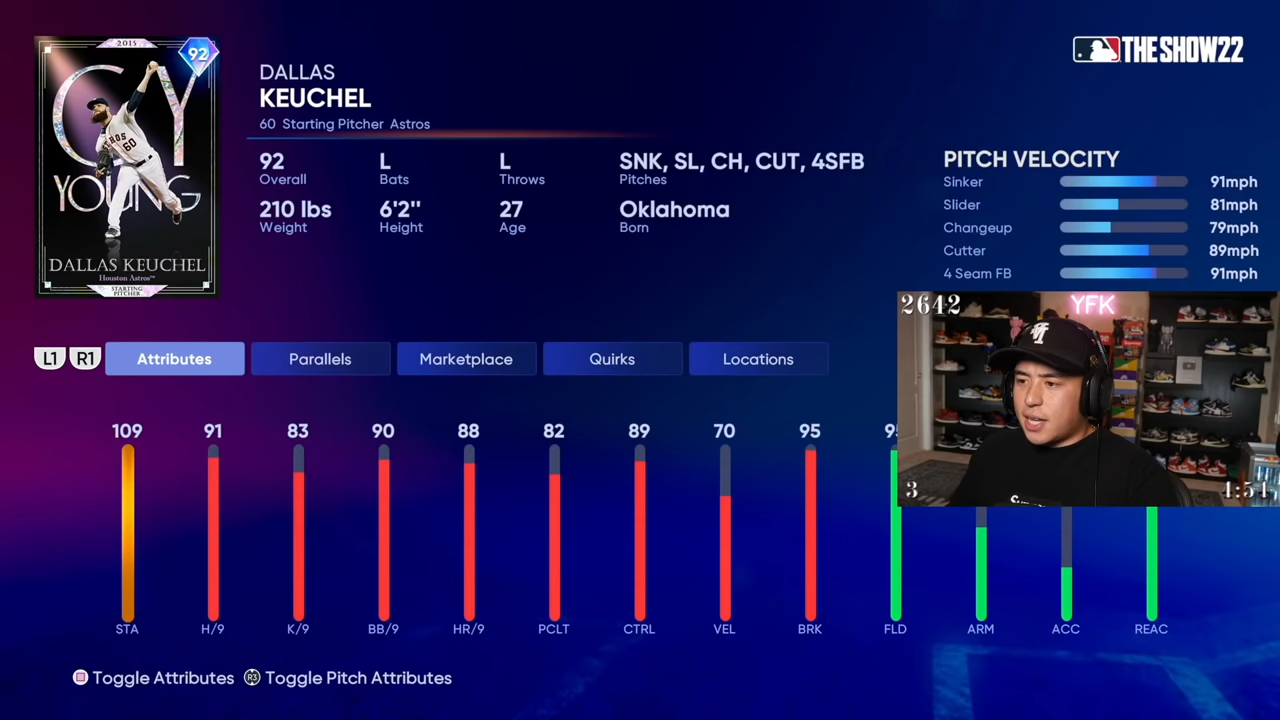 2015
92
CY
YOUNG
DALLAS KEUCHEL
Houston Astros™
STARTING
PITCHER
DALLAS
KEUCHEL
60 Starting Pitcher Astros
THE SHOW22
92
Overall
L
Bats
L
Throws
SNK, SL, CH, CUT, 4SFB
Pitches
210 lbs
Weight
6'2"
Height
27
Age
Oklahoma
Born
PITCH VELOCITY
Sinker 91mph
Slider 81mph
Changeup 79mph
Cutter 89mph
4 Seam FB 91mph
2642
YFK
3
L1 R1 Attributes Parallels Marketplace Quirks Locations
109 91 83 90 88 82 89 70 95
STA H/9 K/9 BB/9 HR/9 PCLT CTRL VEL BRK FLD ARM ACC REAC
Toggle Attributes R3 Toggle Pitch Attributes